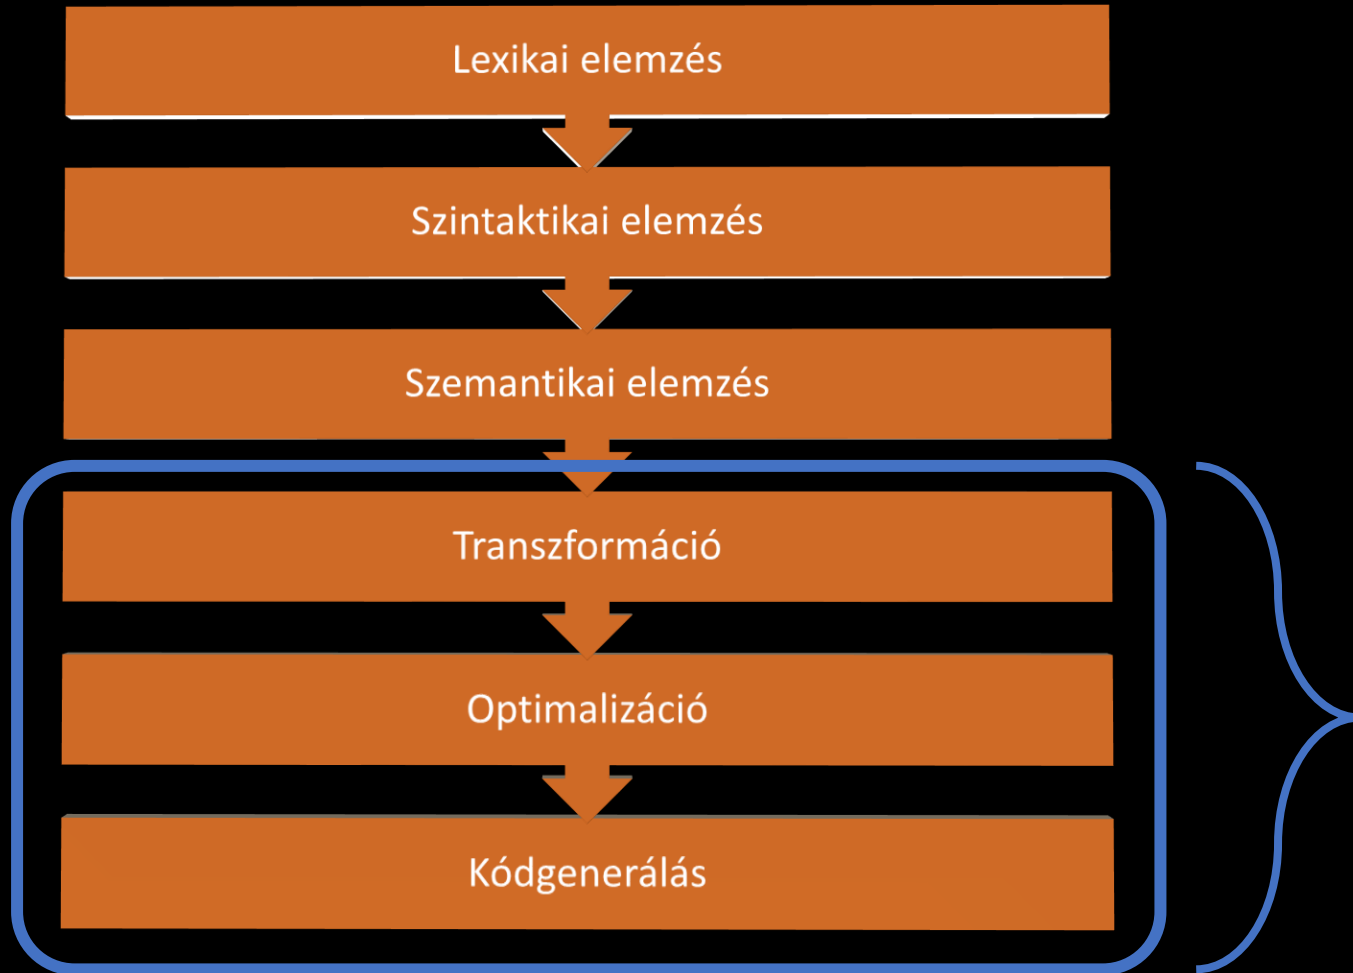 Lexikai elemzés
Szintaktikai elemzés
Szemantikai elemzés
Transzformáció
Optimalizáció
Kódgenerálás